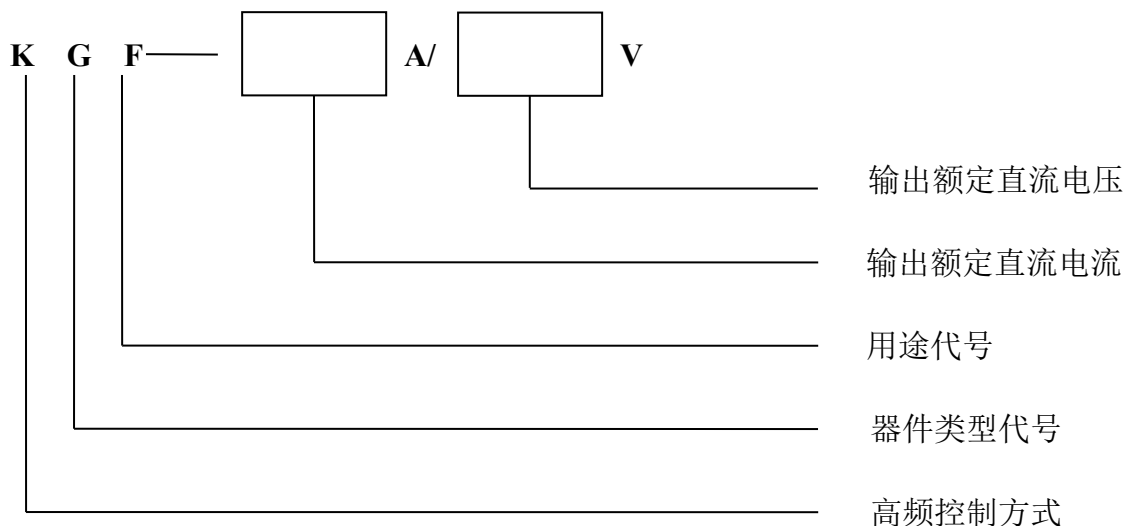 K G F A/ V
输出额定直流电压
输出额定直流电流
用途代号
器件类型代号
高频控制方式